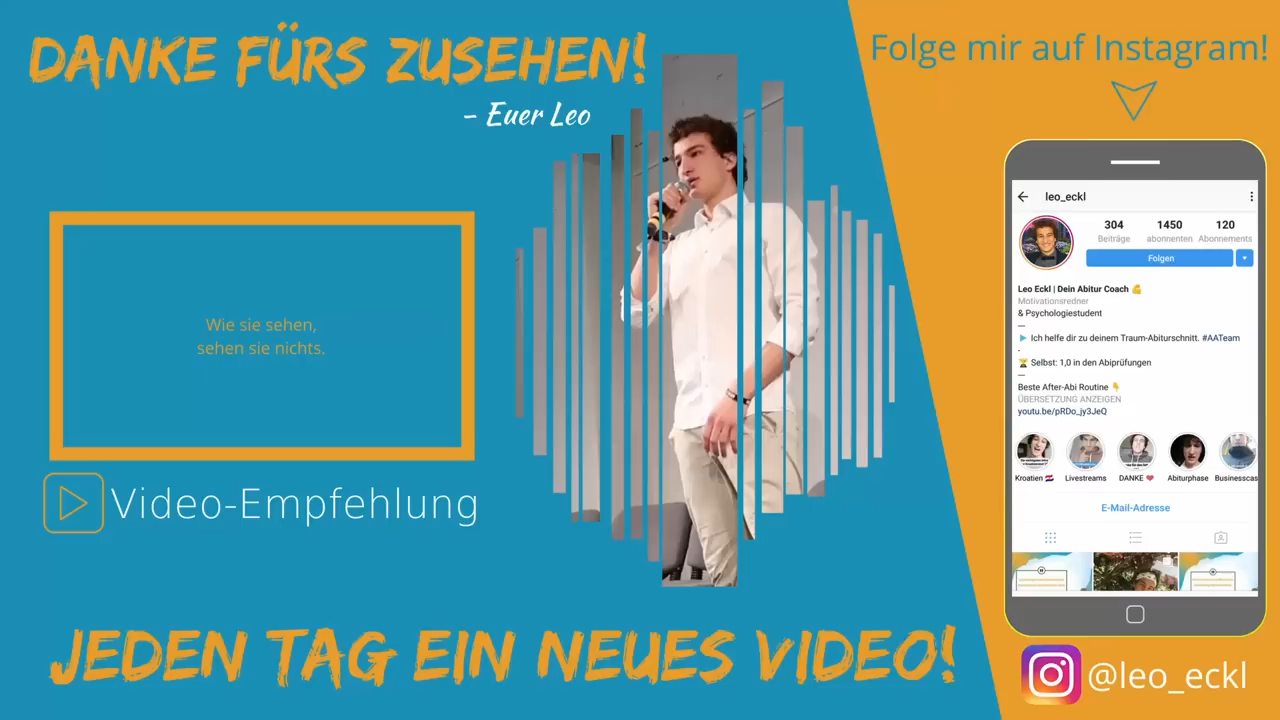 DANKE FÜRS ZUSEHEN!
- Euer Leo
Wie sie sehen,
sehen sie nichts.
Video-Empfehlung
JEDEN TAG EIN NEUES VIDEO!
Folge mir auf Instagram!
leo_eckl
304 1450 120
Beiträge abonnenten Abonnements
Folgen
Leo Eckl | Dein Abitur Coach 💪
Motivationsredner
& Psychologiestudent
—
▶ Ich helfe dir zu deinem Traum-Abiturschnitt. #AATeam
-
⏳ Selbst: 1,0 in den Abiprüfungen
—
Beste After-Abi Routine 👇
ÜBERSETZUNG ANZEIGEN
youtu.be/pRDo_jy3JeQ
Kroatien 🇭🇷 Livestreams DANKE ❤ Abiturphase Businesscas
E-Mail-Adresse
@leo_eckl